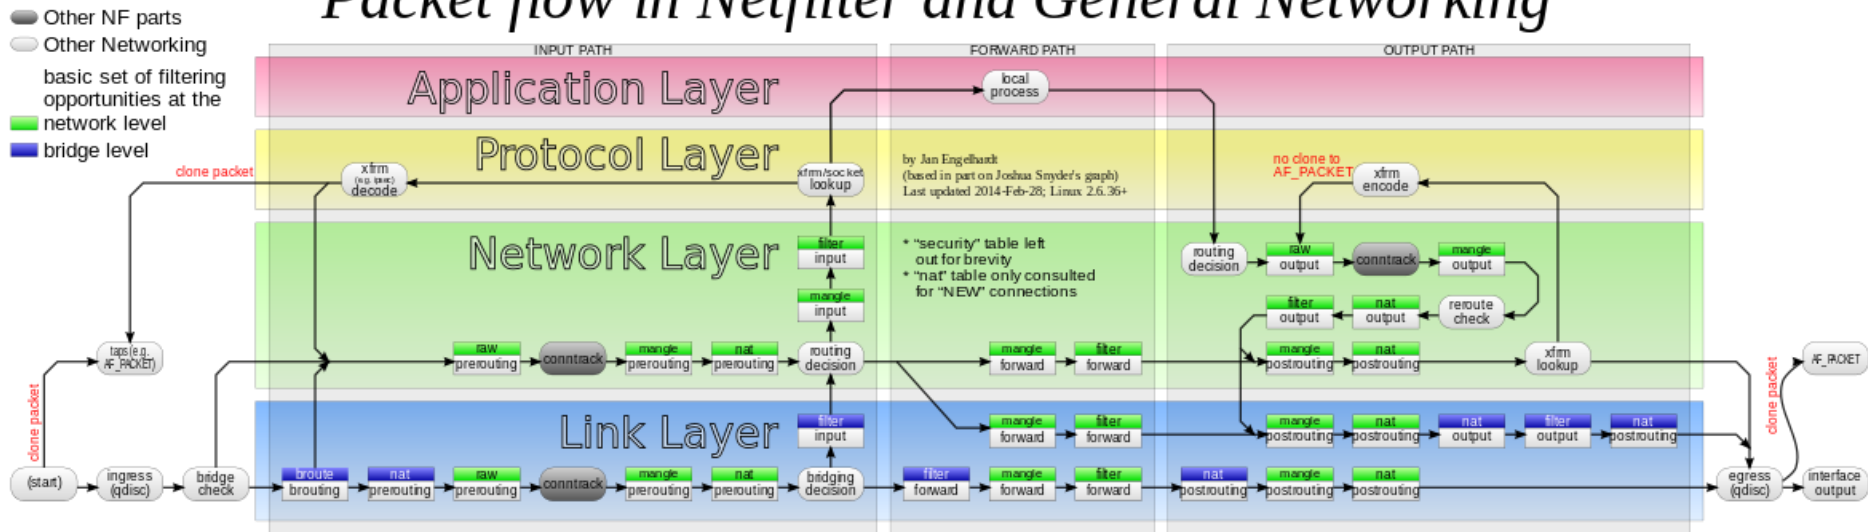 Packet flow in Netfilter and General Networking
Other NF parts
Other Networking
basic set of filtering
opportunities at the
network level
bridge level
INPUT PATH
FORWARD PATH
OUTPUT PATH
Application Layer
local
process
Protocol Layer
clone packet
xfrm
(e.g. ipsec)
decode
xfrm/socket
lookup
by Jan Engelhardt
(based in part on Joshua Snyder's graph)
Last updated 2014-Feb-28; Linux 2.6.36+
no clone to
AF_PACKET
xfrm
encode
Network Layer
filter
input
mangle
input
* “security” table left
out for brevity
* “nat” table only consulted
for “NEW” connections
routing
decision
raw
output
conntrack
mangle
output
filter
output
nat
output
reroute
check
taps (e.g.
AF_PACKET)
raw
prerouting
conntrack
mangle
prerouting
nat
prerouting
routing
decision
mangle
forward
filter
forward
mangle
postrouting
nat
postrouting
xfrm
lookup
clone packet
AF_PACKET
clone packet
Link Layer
filter
input
mangle
forward
filter
forward
mangle
postrouting
nat
postrouting
nat
output
filter
output
nat
postrouting
(start)
ingress
(qdisc)
bridge
check
broute
brouting
nat
prerouting
raw
prerouting
conntrack
mangle
prerouting
nat
prerouting
bridging
decision
filter
forward
mangle
forward
filter
forward
nat
postrouting
mangle
postrouting
nat
postrouting
egress
(qdisc)
interface
output